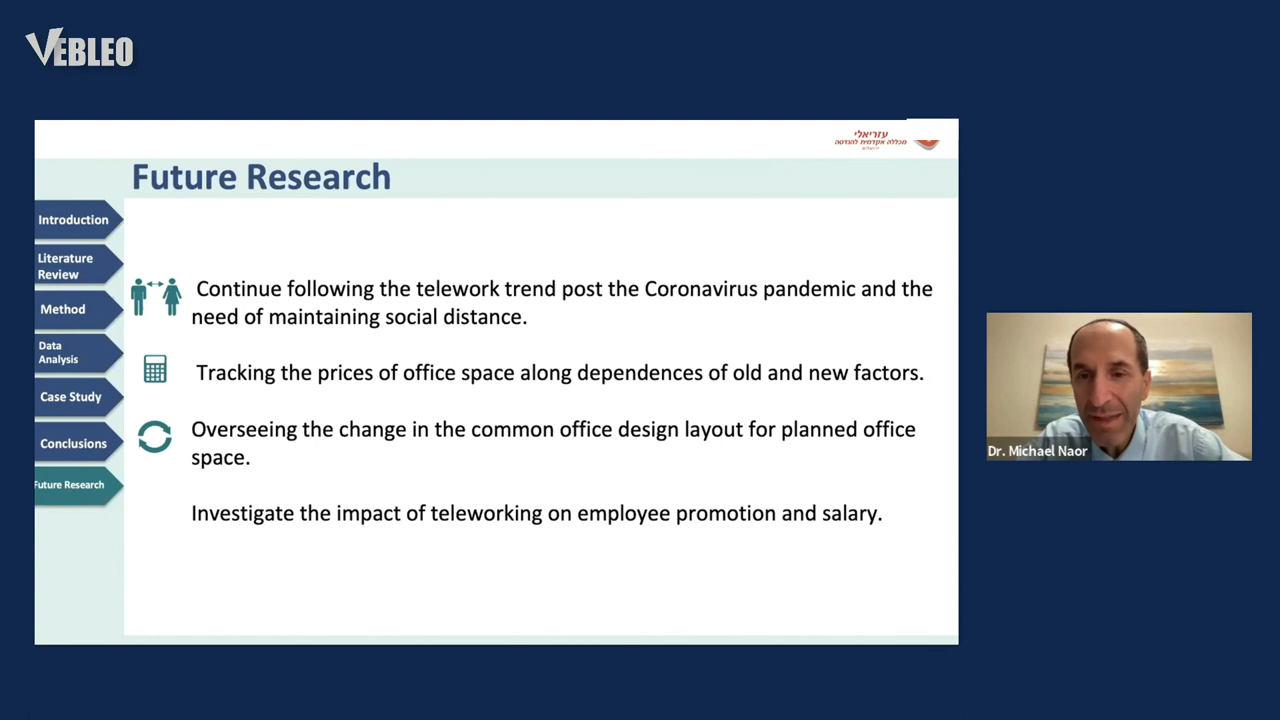 VEBLEO
עזריאלי
מכללה אקדמית להנדסה
ירושלים
Future Research
Introduction
Literature
Review
Method
Data
Analysis
Case Study
Conclusions
Future Research
Continue following the telework trend post the Coronavirus pandemic and the
need of maintaining social distance.
Tracking the prices of office space along dependences of old and new factors.
Overseeing the change in the common office design layout for planned office
space.
Investigate the impact of teleworking on employee promotion and salary.
Dr. Michael Naor